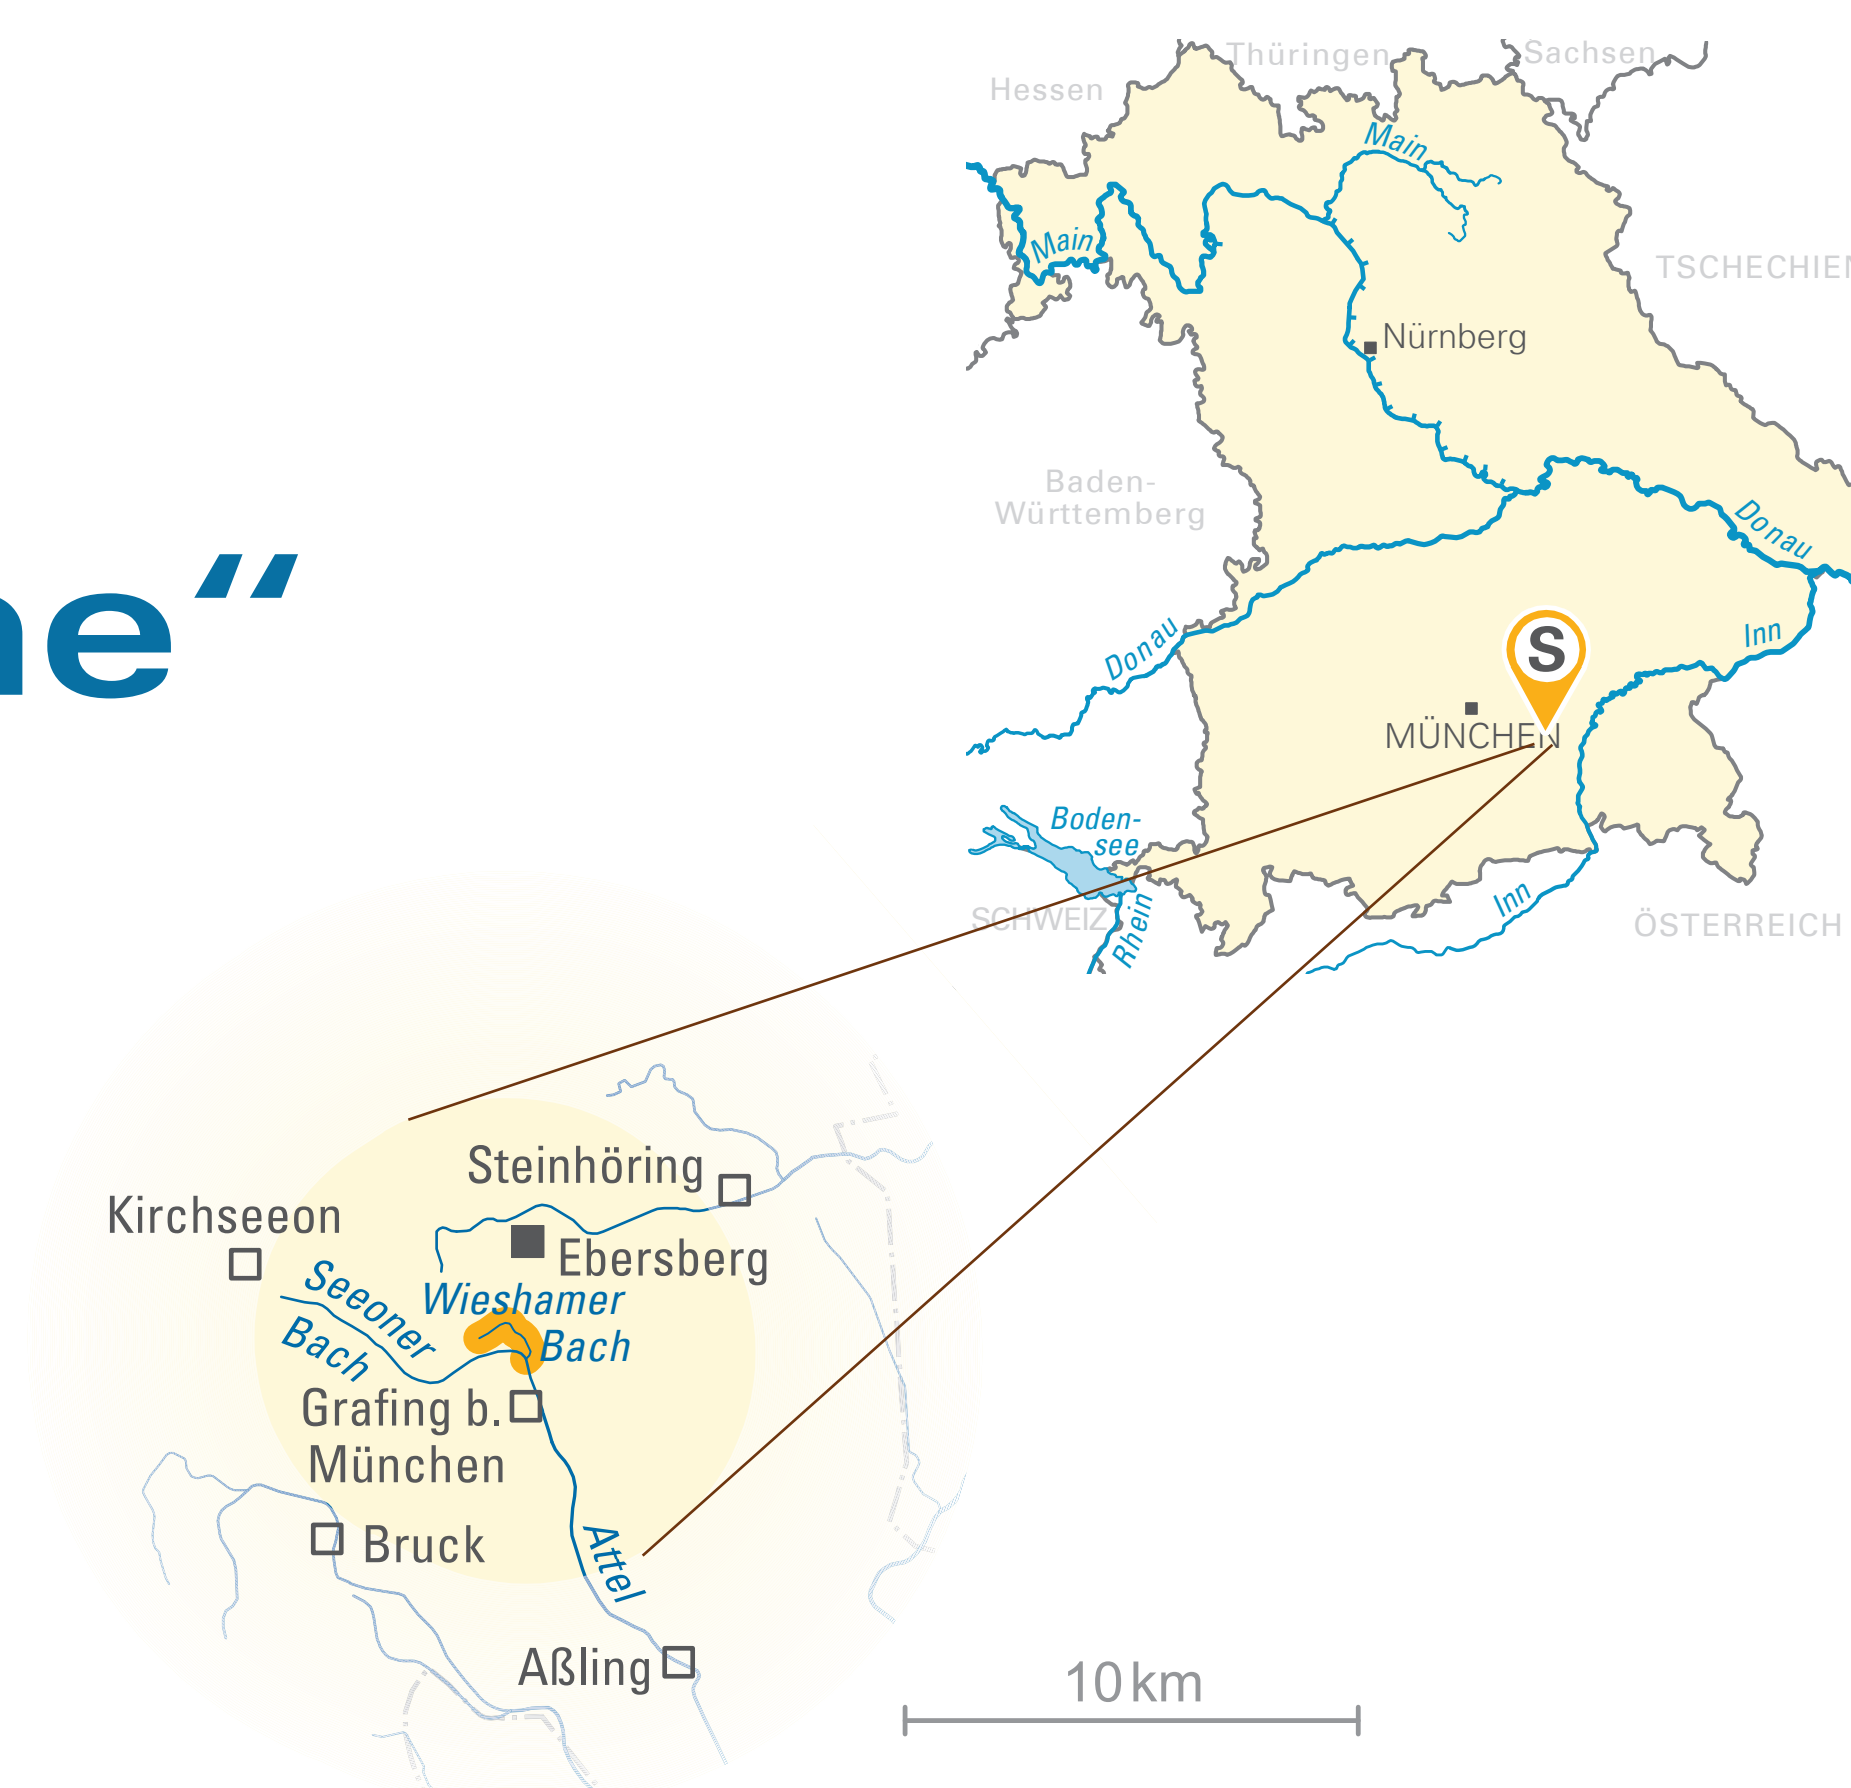 Thüringen
Sachsen
Hessen
Main
Main
TSCHECHIEN
Nürnberg
Baden-
Württemberg
Donau
ne“
Inn
S
Donau
MÜNCHEN
Boden-
see
Inn
SCHWEIZ
Rhein
ÖSTERREICH
Steinhöring
Kirchseeon
Ebersberg
Seeoner
Bach
Wieshamer
Bach
Grafing b.
München
Bruck
Attel
Aßling
10 km